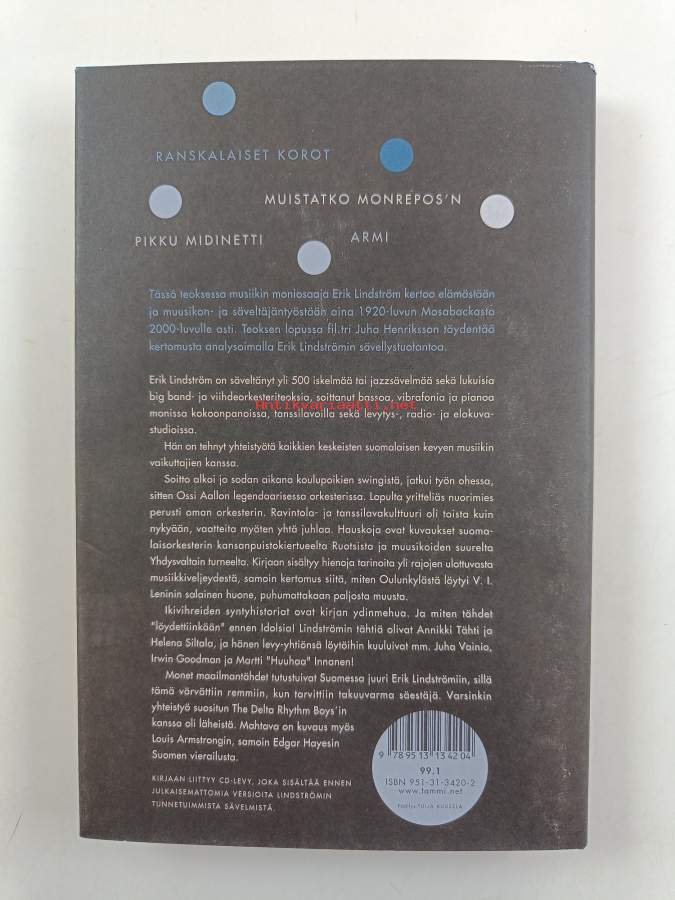 RANSKALAISET KOROT
MUISTATKO MONREPOS'N
PIKKU MIDINETTI
ARMI
Tässä teoksessa musiikin moniosaaja Erik Lindström kertoo elämästään
ja muusikon- ja säveltäjäntyöstään aina 1920-luvun Mosabackasta
2000-luvulle asti. Teoksen lopussa fil.tri Juha Henriksson täydentää
kertomusta analysoimalla Erik Lindströmin sävellystuotantoa.
Erik Lindström on säveltänyt yli 500 iskelmää tai jazzsävelmää sekä lukuisia
big band- ja viihdeorkesteriteoksia, soittanut bassoa, vibrafonia ja pianoa
Antikvariaatti.net
monissa kokoonpanoissa, tanssilavoilla sekä levytys-, radio- ja elokuva-
studioissa.
Hän on tehnyt yhteistyötä kaikkien keskeisten suomalaisen kevyen musiikin
vaikuttajien kanssa.
Soitto alkoi jo sodan aikana koulupoikien swingistä, jatkui työn ohessa,
sitten Ossi Aallon legendaarisessa orkesterissa. Lopulta yritteliäs nuorimies
perusti oman orkesterin. Ravintola- ja tanssilavakulttuuri oli toista kuin
nykyään, vaatteita myöten yhtä juhlaa. Hauskoja ovat kuvaukset suoma-
laisorkesterin kansanpuistokiertueelta Ruotsista ja muusikoiden suurelta
Yhdysvaltain turneelta. Kirjaan sisältyy hienoja tarinoita yli rajojen ulottuvasta
musiikkiveljeydestä, samoin kertomus siitä, miten Oulunkylästä löytyi V. I.
Leninin salainen huone, puhumattakaan paljosta muusta.
Ikivihreiden syntyhistoriat ovat kirjan ydinmehua. Ja miten tähdet
"löydettiinkään" ennen Idolsia! Lindströmin tähtiä olivat Annikki Tähti ja
Helena Siltala, ja hänen levy-yhtiönsä löytöihin kuuluivat mm. Juha Vainio,
Irwin Goodman ja Martti "Huuhaa" Innanen!
Monet maailmantähdet tutustuivat Suomessa juuri Erik Lindströmiin, sillä
tämä värvättiin remmiin, kun tarvittiin takuuvarma säestäjä. Varsinkin
yhteistyö suositun The Delta Rhythm Boys'in
kanssa oli läheistä. Mahtava on kuvaus myös
Louis Armstrongin, samoin Edgar Hayesin
Suomen vierailusta.
KIRJAAN LIITTYY CD-LEVY, JOKA SISÄLTÄÄ ENNEN
JULKAISEMATTOMIA VERSIOITA LINDSTRÖMIN
TUNNETUIMMISTA SÄVELMISTÄ.
9 789513 134204
99.1
ISBN 951-31-3420-2
www.tammi.net